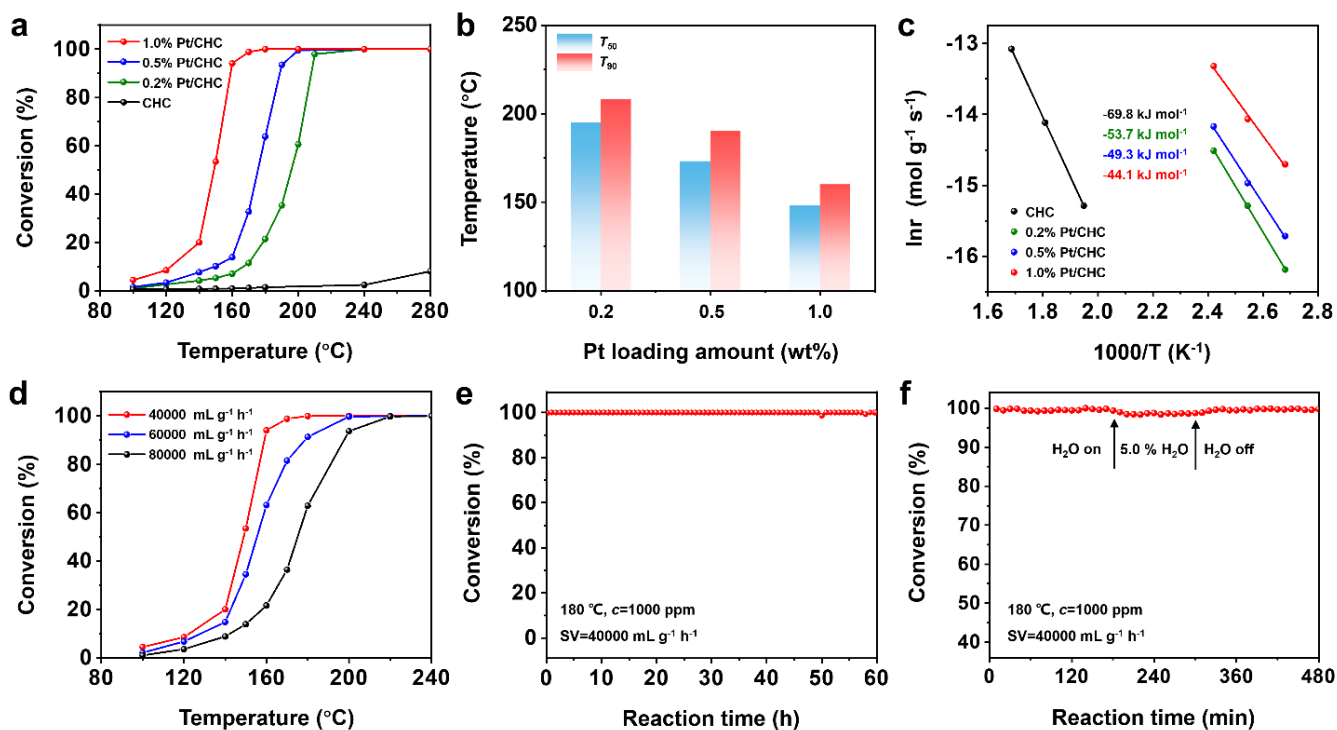 a
100
80
60
40
20
0
Conversion (%)
1.0% Pt/CHC
0.5% Pt/CHC
0.2% Pt/CHC
CHC
80
120
160
200
240
280
Temperature (°C)
b
250
200
150
100
Temperature (°C)
T50
T90
0.2
0.5
1.0
Pt loading amount (wt%)
c
-13
-14
-15
-16
lnr (mol g-1 s-1)
-69.8 kJ mol-1
-53.7 kJ mol-1
-49.3 kJ mol-1
-44.1 kJ mol-1
CHC
0.2% Pt/CHC
0.5% Pt/CHC
1.0% Pt/CHC
1.6
1.8
2.0
2.2
2.4
2.6
2.8
1000/T (K-1)
d
100
80
60
40
20
0
Conversion (%)
40000 mL g-1 h-1
60000 mL g-1 h-1
80000 mL g-1 h-1
80
120
160
200
240
Temperature (°C)
e
100
80
60
40
20
0
Conversion (%)
180 ℃, c=1000 ppm
SV=40000 mL g-1 h-1
0
10
20
30
40
50
60
Reaction time (h)
f
100
90
80
70
60
50
40
Conversion (%)
H2O on
5.0 % H2O
H2O off
180 ℃, c=1000 ppm
SV=40000 mL g-1 h-1
0
120
240
360
480
Reaction time (min)